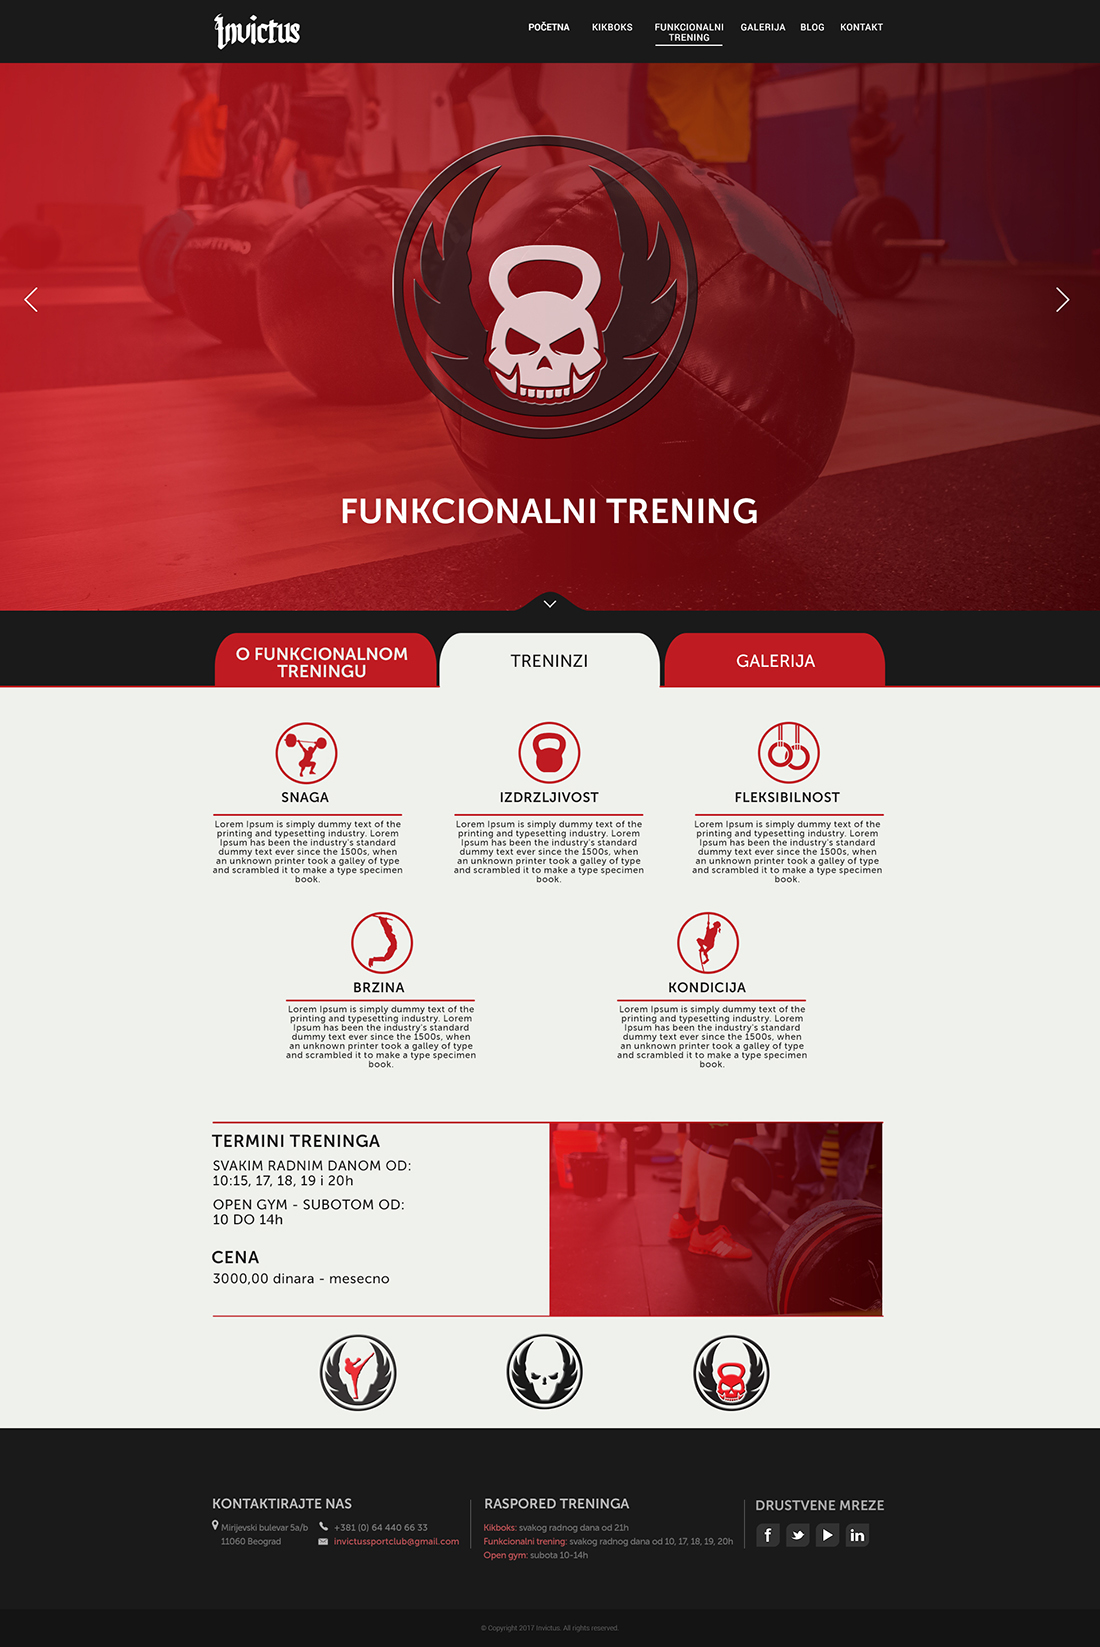 Invictus
POČETNA
KIKBOKS
FUNKCIONALNI
TRENING
GALERIJA
BLOG
KONTAKT
FUNKCIONALNI TRENING
O FUNKCIONALNOM
TRENINGU
TRENINZI
GALERIJA
SNAGA
Lorem Ipsum is simply dummy text of the
printing and typesetting industry. Lorem
Ipsum has been the industry's standard
dummy text ever since the 1500s, when
an unknown printer took a galley of type
and scrambled it to make a type specimen
book.
IZDRZLJIVOST
Lorem Ipsum is simply dummy text of the
printing and typesetting industry. Lorem
Ipsum has been the industry's standard
dummy text ever since the 1500s, when
an unknown printer took a galley of type
and scrambled it to make a type specimen
book.
FLEKSIBILNOST
Lorem Ipsum is simply dummy text of the
printing and typesetting industry. Lorem
Ipsum has been the industry's standard
dummy text ever since the 1500s, when
an unknown printer took a galley of type
and scrambled it to make a type specimen
book.
BRZINA
Lorem Ipsum is simply dummy text of the
printing and typesetting industry. Lorem
Ipsum has been the industry's standard
dummy text ever since the 1500s, when
an unknown printer took a galley of type
and scrambled it to make a type specimen
book.
KONDICIJA
Lorem Ipsum is simply dummy text of the
printing and typesetting industry. Lorem
Ipsum has been the industry's standard
dummy text ever since the 1500s, when
an unknown printer took a galley of type
and scrambled it to make a type specimen
book.
TERMINI TRENINGA
SVAKIM RADNIM DANOM OD:
10:15, 17, 18, 19 i 20h
OPEN GYM - SUBOTOM OD:
10 DO 14h
CENA
3000,00 dinara - mesecno
KONTAKTIRAJTE NAS
Mirijevski bulevar 5a/b
11060 Beograd
+381 (0) 64 440 66 33
invictussportclub@gmail.com
RASPORED TRENINGA
Kikboks: svakog radnog dana od 21h
Funkcionalni trening: svakog radnog dana od 10, 17, 18, 19, 20h
Open gym: subota 10-14h
DRUSTVENE MREZE
© Copyright 2017 Invictus. All rights reserved.